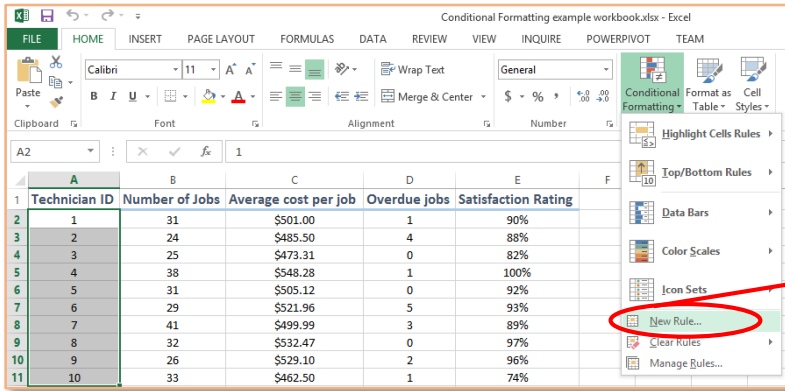 Conditional Formatting example workbook.xlsx - Excel
FILE HOME INSERT PAGE LAYOUT FORMULAS DATA REVIEW VIEW INQUIRE POWERPIVOT TEAM
Calibri 11 A A Wrap Text General
Paste B I U A Merge & Center $ % , .0 .00 .00 .0 Conditional Formatting Format as Table Cell Styles
Clipboard Font Alignment Number
Highlight Cells Rules
A2 fx 1
10 Top/Bottom Rules
A B C D E F
1 Technician ID Number of Jobs Average cost per job Overdue jobs Satisfaction Rating
Data Bars
2 1 31 $501.00 1 90%
3 2 24 $485.50 4 88%
4 3 25 $473.31 0 82%
Color Scales
5 4 38 $548.28 1 100%
6 5 31 $505.12 0 92%
Icon Sets
7 6 29 $521.96 5 93%
New Rule...
8 7 41 $499.99 3 89%
9 8 32 $532.47 0 97%
Clear Rules
10 9 26 $529.10 2 96%
Manage Rules...
11 10 33 $462.50 1 74%